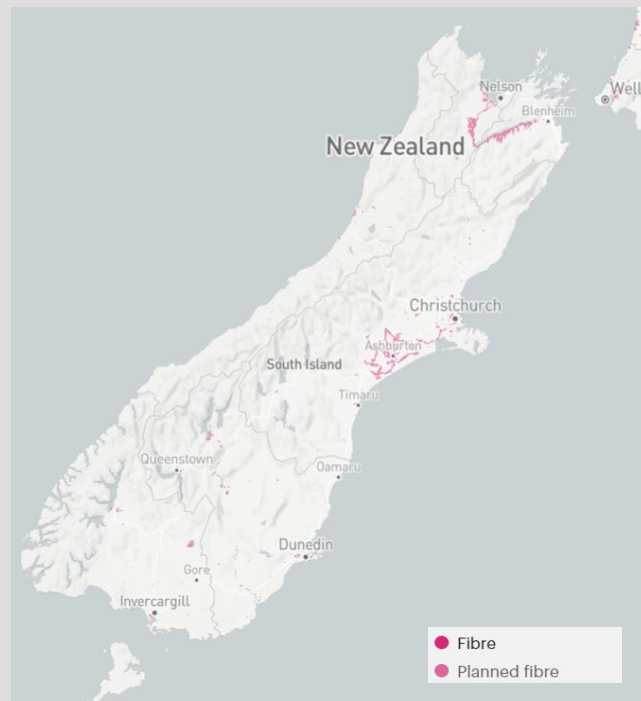 Nelson
Well
Blenheim
New Zealand
Christchurch
Ashburton
South Island
Timaru
Queenstown
Oamaru
Dunedin
Gore
Invercargill
Fibre
Planned fibre